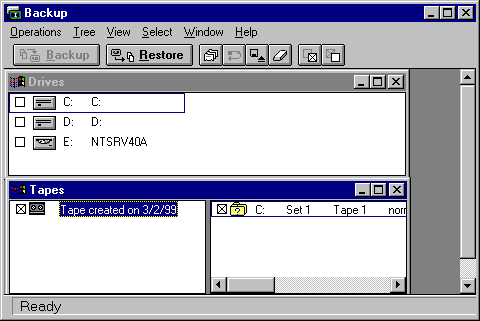 Backup
Operations Tree View Select Window Help
Backup Restore
Drives
C: C:
D: D:
E: NTSRV40A
Tapes
Tape created on 3/2/99
C: Set 1 Tape 1 norr
Ready